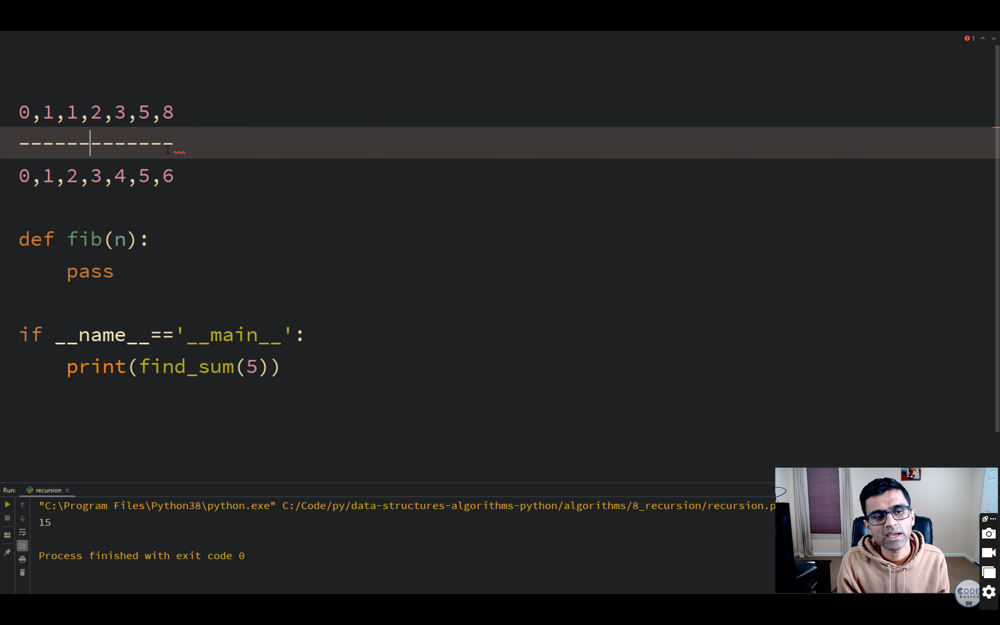 1
0,1,1,2,3,5,8
-------------
0,1,2,3,4,5,6
def fib(n):
pass
if __name__=='__main__':
print(find_sum(5))
Run: recursion
"C:\Program Files\Python38\python.exe" C:/Code/py/data-structures-algorithms-python/algorithms/8_recursion/recursion.p
15
Process finished with exit code 0
CODE
BASICS
हिंदी